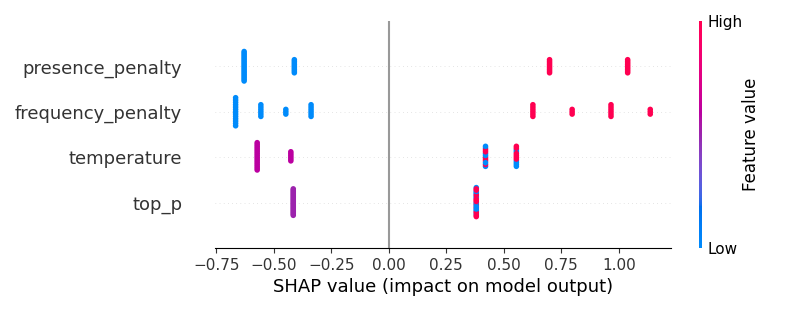 High
presence_penalty
frequency_penalty
temperature
top_p
Feature value
Low
−0.75 −0.50 −0.25 0.00 0.25 0.50 0.75 1.00
SHAP value (impact on model output)